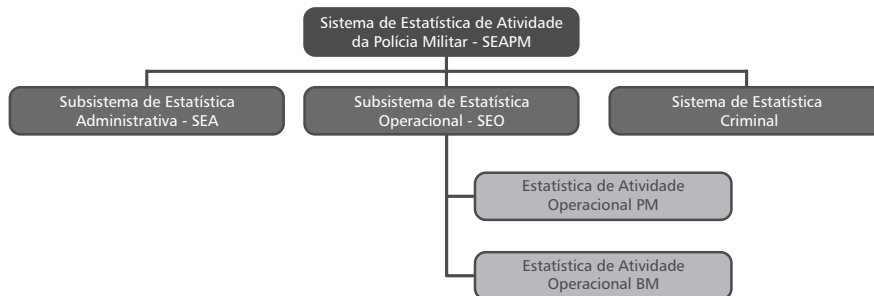 Sistema de Estatística de Atividade
da Polícia Militar - SEAPM
Subsistema de Estatística
Administrativa - SEA
Subsistema de Estatística
Operacional - SEO
Sistema de Estatística
Criminal
Estatística de Atividade
Operacional PM
Estatística de Atividade
Operacional BM